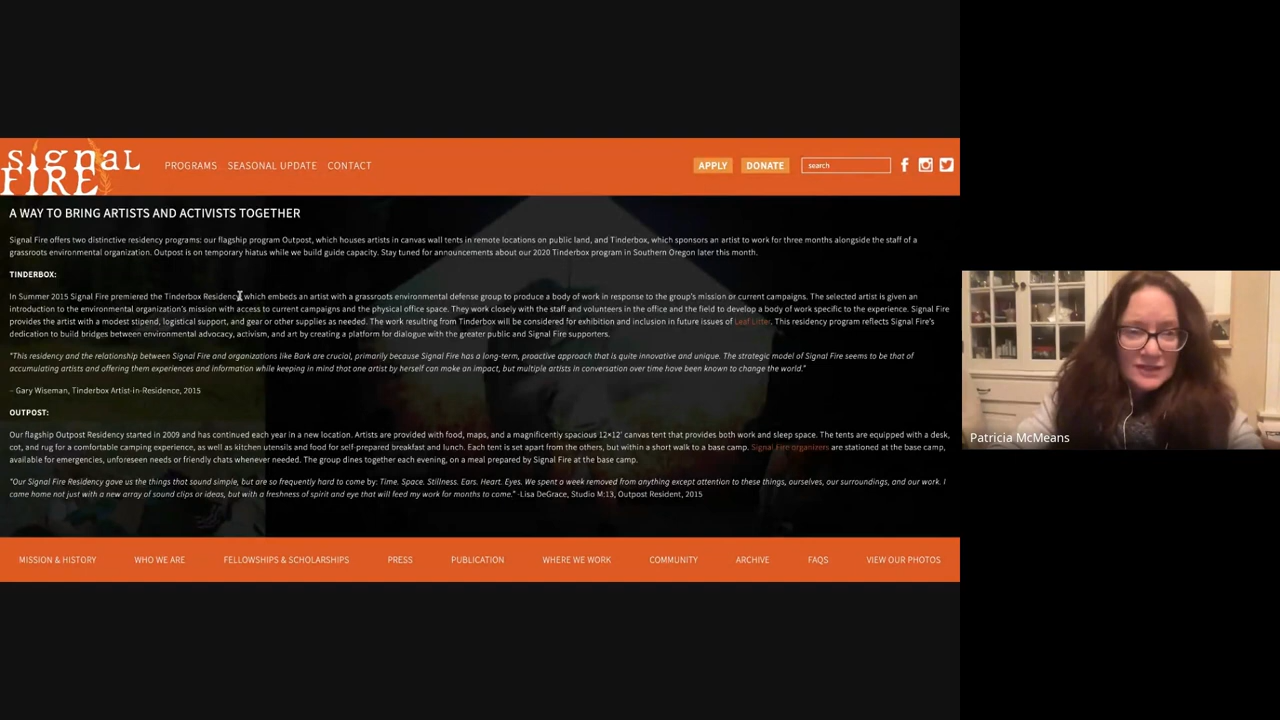 signal
FIRE
PROGRAMS SEASONAL UPDATE CONTACT
APPLY DONATE search
A WAY TO BRING ARTISTS AND ACTIVISTS TOGETHER
Signal Fire offers two distinctive residency programs: our flagship program Outpost, which houses artists in canvas wall tents in remote locations on public land, and Tinderbox, which sponsors an artist to work for three months alongside the staff of a
grassroots environmental organization. Outpost is on temporary hiatus while we build guide capacity. Stay tuned for announcements about our 2020 Tinderbox program in Southern Oregon later this month.
TINDERBOX:
In Summer 2015 Signal Fire premiered the Tinderbox Residency which embeds an artist with a grassroots environmental defense group to produce a body of work in response to the group's mission or current campaigns. The selected artist is given an
introduction to the environmental organization's mission with access to current campaigns and the physical office space. They work closely with the staff and volunteers in the office and the field to develop a body of work specific to the experience. Signal Fire
provides the artist with a modest stipend, logistical support, and gear or other supplies as needed. The work resulting from Tinderbox will be considered for exhibition and inclusion in future issues of Leaf Litter. This residency program reflects Signal Fire's
dedication to build bridges between environmental advocacy, activism, and art by creating a platform for dialogue with the greater public and Signal Fire supporters.
"This residency and the relationship between Signal Fire and organizations like Bark are crucial, primarily because Signal Fire has a long-term, proactive approach that is quite innovative and unique. The strategic model of Signal Fire seems to be that of
accumulating artists and offering them experiences and information while keeping in mind that one artist by herself can make an impact, but multiple artists in conversation over time have been known to change the world."
– Gary Wiseman, Tinderbox Artist-in-Residence, 2015
OUTPOST:
Our flagship Outpost Residency started in 2009 and has continued each year in a new location. Artists are provided with food, maps, and a magnificently spacious 12×12' canvas tent that provides both work and sleep space. The tents are equipped with a desk,
cot, and rug for a comfortable camping experience, as well as kitchen utensils and foods for self-prepared breakfast and lunch. Each tent is set apart from others, but within a short walk to a base camp. Signal Fire organizers are stationed at the base camp,
available for emergencies, unforeseen needs or friendly chats whenever needed. The group dines together each evening, on a meal prepared by Signal Fire at the base camp.
"Our Signal Fire Residency gave us the things that sound simple, but are so frequently hard to come by: Time. Space. Stillness. Ears. Heart. Eyes. We spent a week removed from anything except attention to these things, ourselves, our surroundings, and our work. I
came home not just with a new array of sound clips or ideas, but with a freshness of spirit and eye that will feed my work for months to come." -Lisa DeGrace, Studio M:13, Outpost Resident, 2015
MISSION & HISTORY WHO WE ARE FELLOWSHIPS & SCHOLARSHIPS PRESS PUBLICATION WHERE WE WORK COMMUNITY ARCHIVE FAQS VIEW OUR PHOTOS
Patricia McMeans